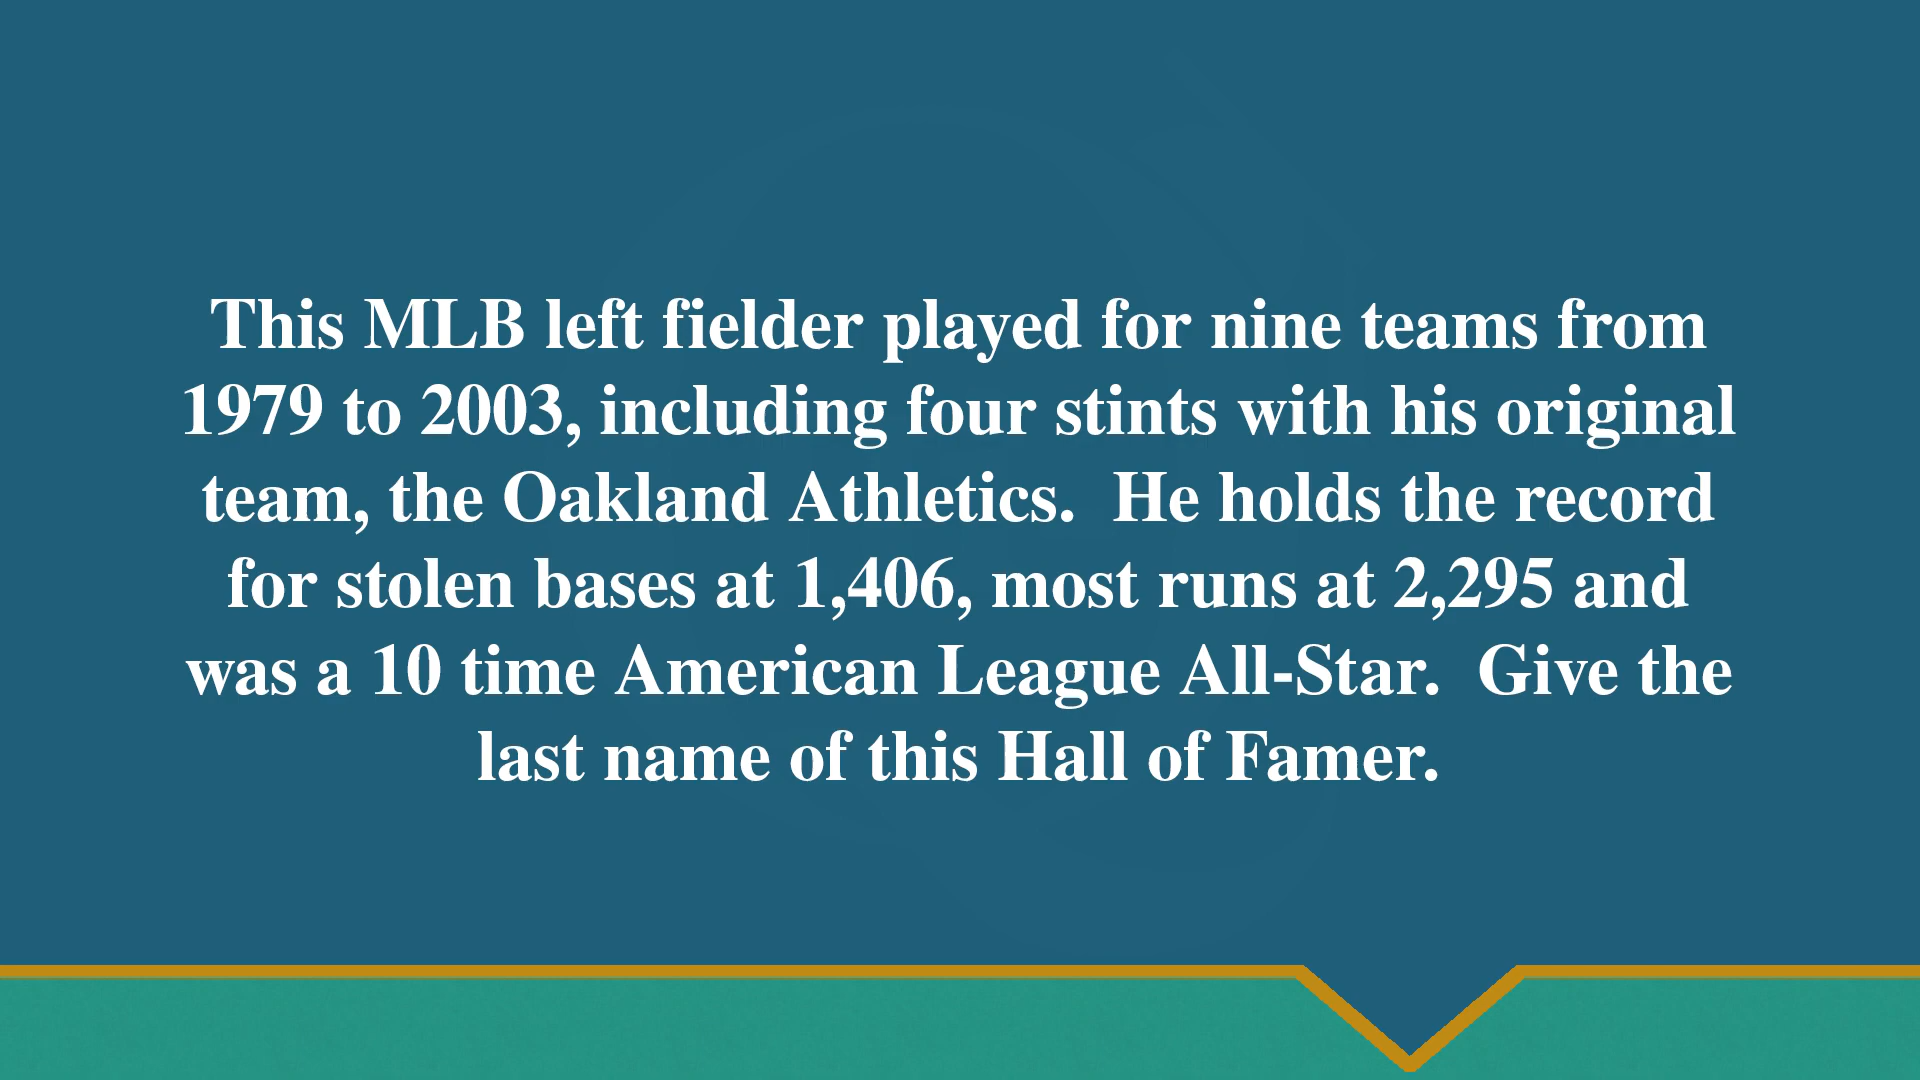 This MLB left fielder played for nine teams from
1979 to 2003, including four stints with his original
team, the Oakland Athletics.  He holds the record
for stolen bases at 1,406, most runs at 2,295 and
was a 10 time American League All-Star.  Give the
last name of this Hall of Famer.